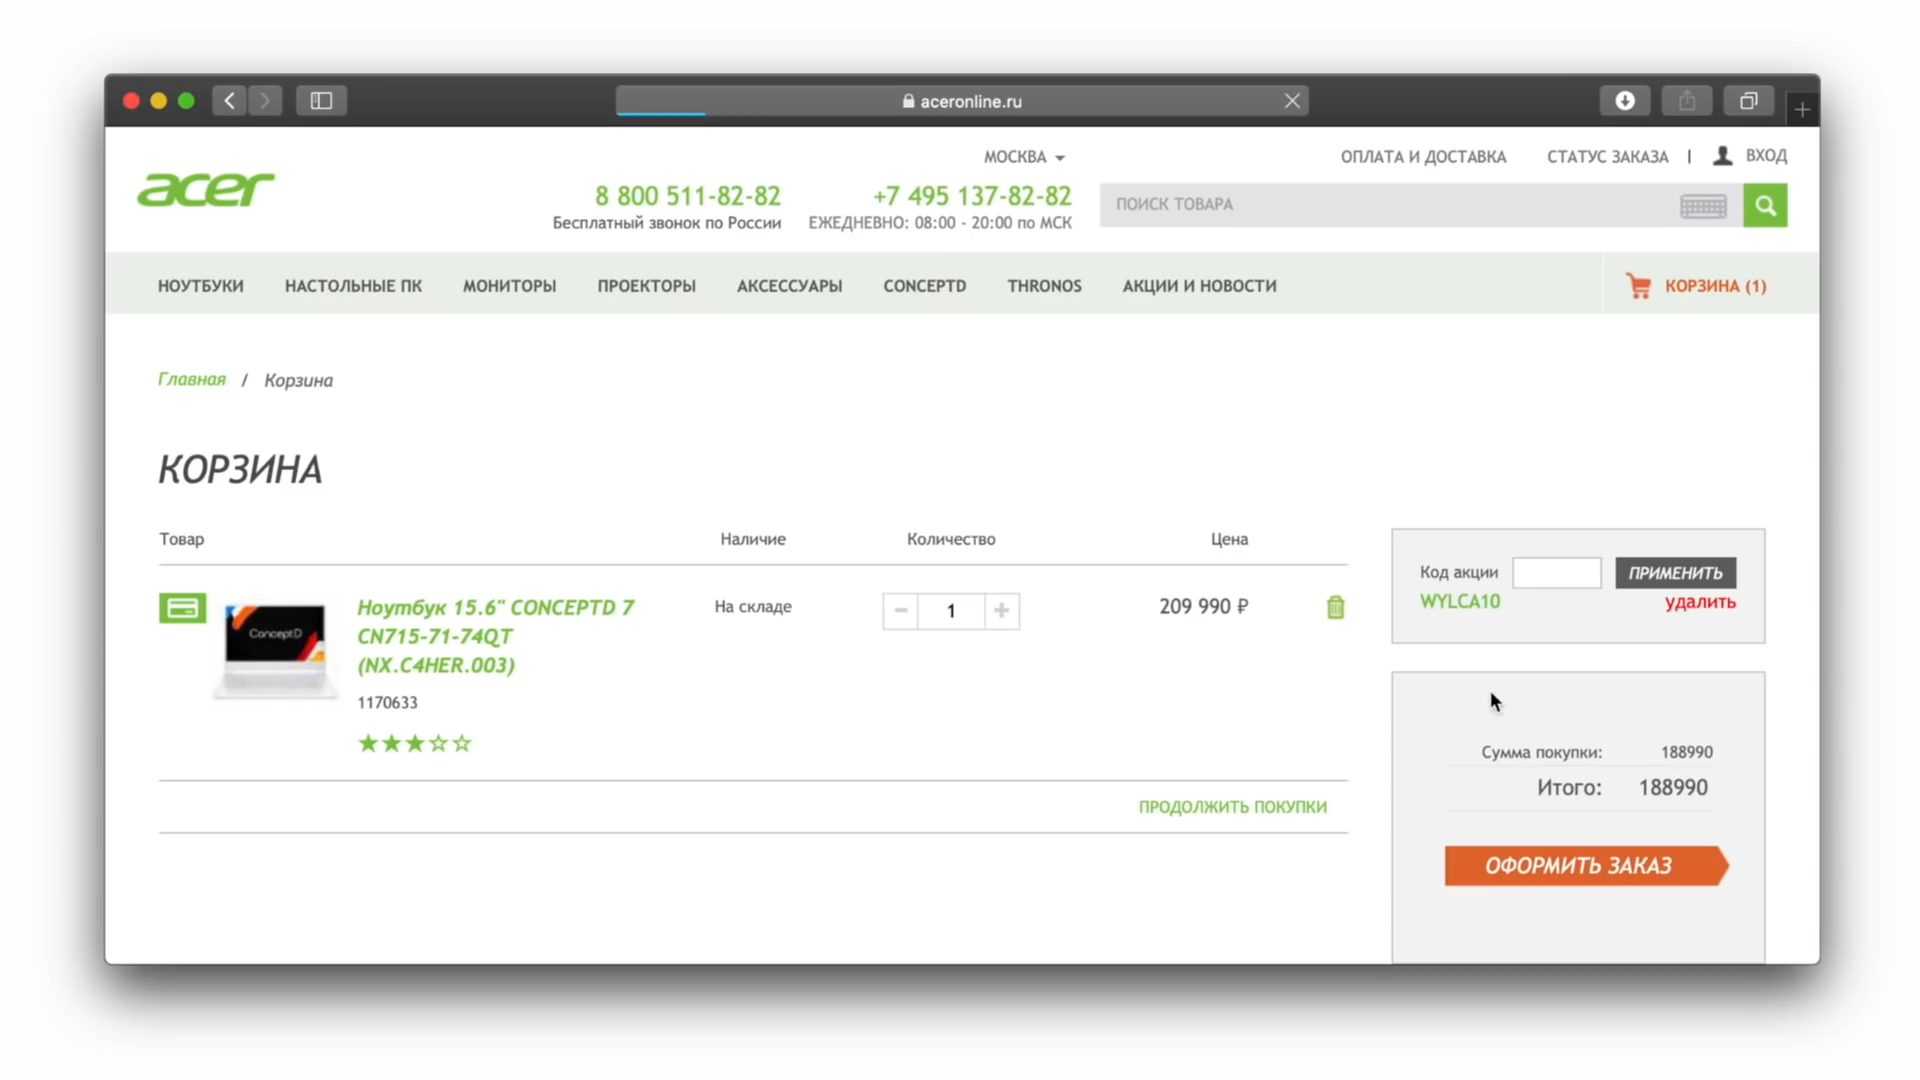 aceronline.ru
МОСКВА
ОПЛАТА И ДОСТАВКА
СТАТУС ЗАКАЗА
|
ВХОД
acer
8 800 511-82-82
Бесплатный звонок по России
+7 495 137-82-82
ЕЖЕДНЕВНО: 08:00 - 20:00 по МСК
ПОИСК ТОВАРА
НОУТБУКИ
НАСТОЛЬНЫЕ ПК
МОНИТОРЫ
ПРОЕКТОРЫ
АКСЕССУАРЫ
CONCEPTD
THRONOS
АКЦИИ И НОВОСТИ
КОРЗИНА (1)
Главная / Корзина
КОРЗИНА
Товар
Наличие
Количество
Цена
ConceptD
Ноутбук 15.6" CONCEPTD 7
CN715-71-74QT
(NX.C4HER.003)
1170633
На складе
− 1 +
209 990 ₽
ПРОДОЛЖИТЬ ПОКУПКИ
Код акции
ПРИМЕНИТЬ
WYLCA10
удалить
Сумма покупки: 188990
Итого: 188990
ОФОРМИТЬ ЗАКАЗ